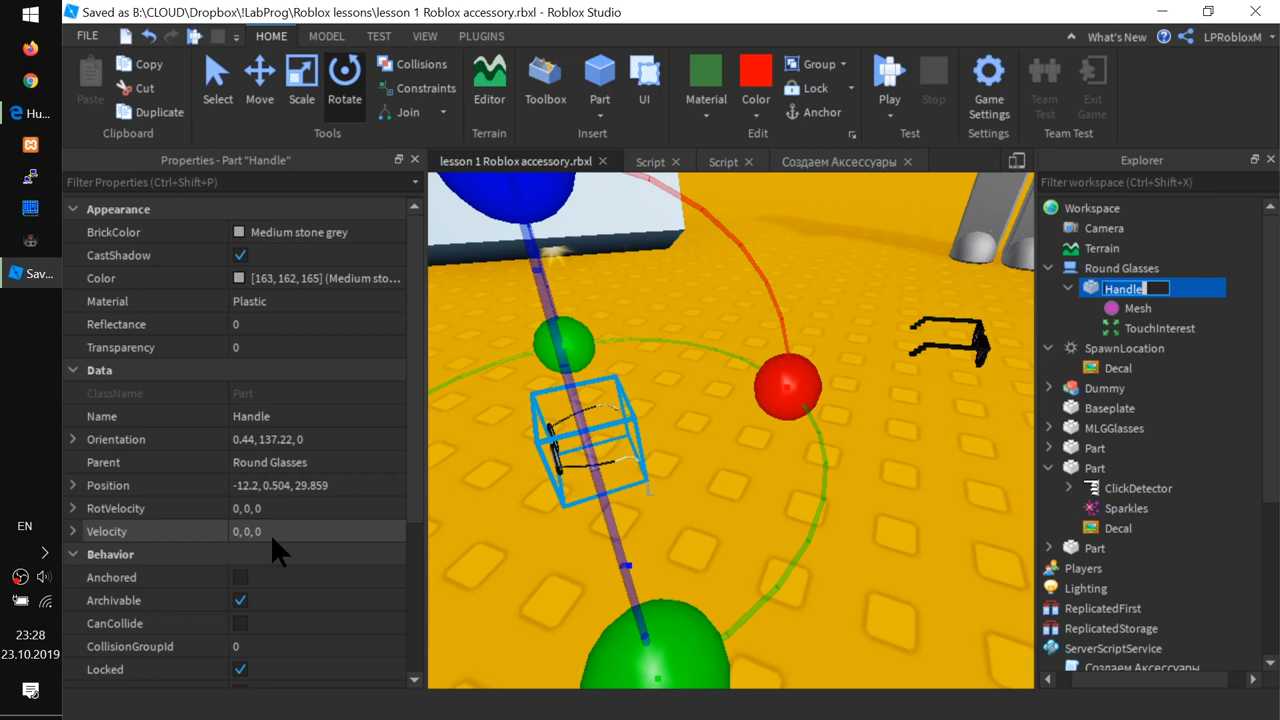 Saved as B:\CLOUD\Dropbox\!LabProg\Roblox lessons\lesson 1 Roblox accessory.rbxl - Roblox Studio
FILE
HOME
MODEL
TEST
VIEW
PLUGINS
What's New
LPRobloxM
Paste
Copy
Cut
Duplicate
Clipboard
Select
Move
Scale
Rotate
Collisions
Constraints
Join
Tools
Editor
Terrain
Toolbox
Part
UI
Insert
Material
Color
Group
Lock
Anchor
Edit
Play
Stop
Test
Game Settings
Settings
Team Test
Exit Game
Team Test
Properties - Part "Handle"
Filter Properties (Ctrl+Shift+P)
Appearance
BrickColor Medium stone grey
CastShadow
Color [163, 162, 165] (Medium sto...
Material Plastic
Reflectance 0
Transparency 0
Data
ClassName Part
Name Handle
Orientation 0.44, 137.22, 0
Parent Round Glasses
Position -12.2, 0.504, 29.859
RotVelocity 0, 0, 0
Velocity 0, 0, 0
Behavior
Anchored
Archivable
CanCollide
CollisionGroupId 0
Locked
lesson 1 Roblox accessory.rbxl
Script
Script
Создаем Аксессуары
L
Explorer
Filter workspace (Ctrl+Shift+X)
Workspace
Camera
Terrain
Round Glasses
Handle
Mesh
TouchInterest
SpawnLocation
Decal
Dummy
Baseplate
MLGGlasses
Part
Part
ClickDetector
Sparkles
Decal
Part
Players
Lighting
ReplicatedFirst
ReplicatedStorage
ServerScriptService
Создаем Аксессуары
Hu...
Sav...
EN
23:28
23.10.2019